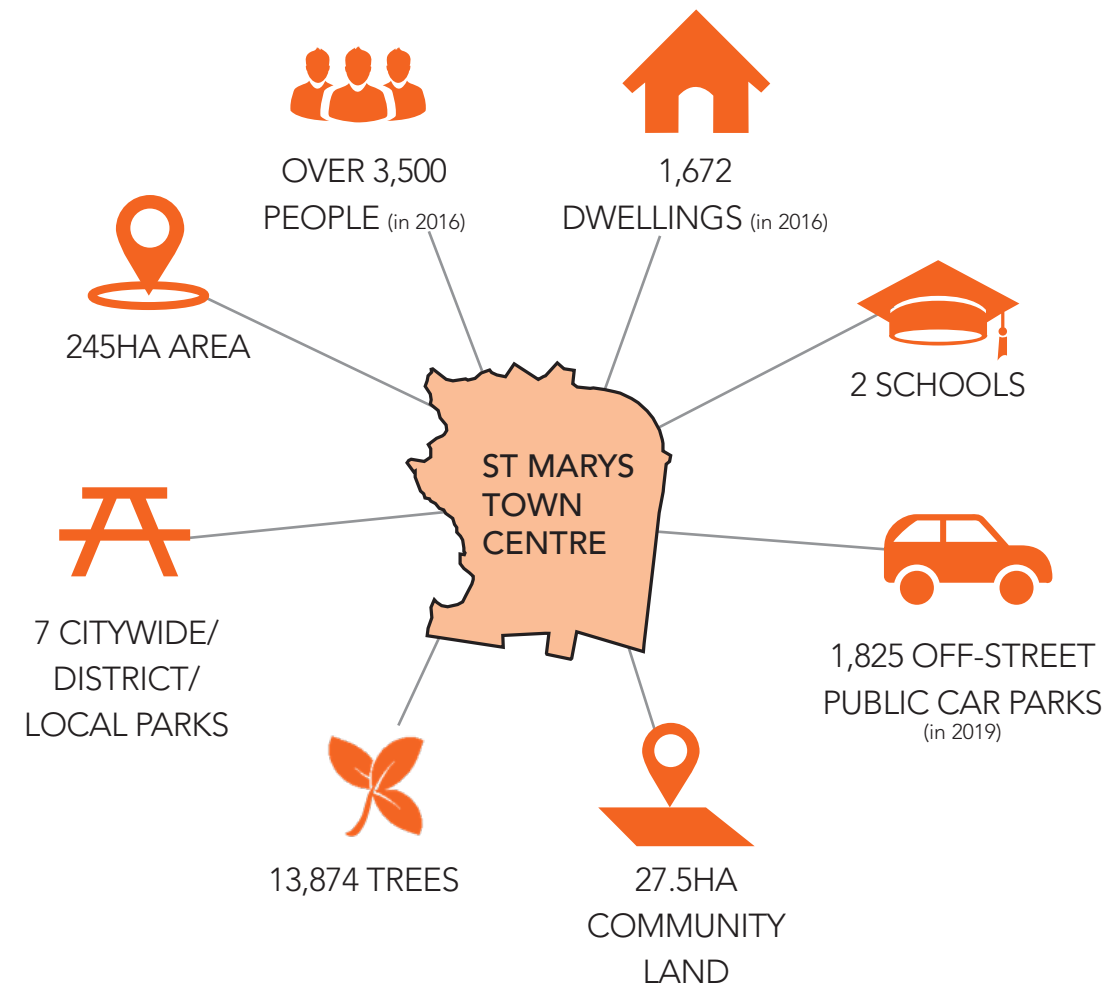 OVER 3,500
PEOPLE (in 2016)
1,672
DWELLINGS (in 2016)
245HA AREA
2 SCHOOLS
ST MARYS
TOWN
CENTRE
7 CITYWIDE/
DISTRICT/
LOCAL PARKS
1,825 OFF-STREET
PUBLIC CAR PARKS
(in 2019)
13,874 TREES
27.5HA
COMMUNITY
LAND